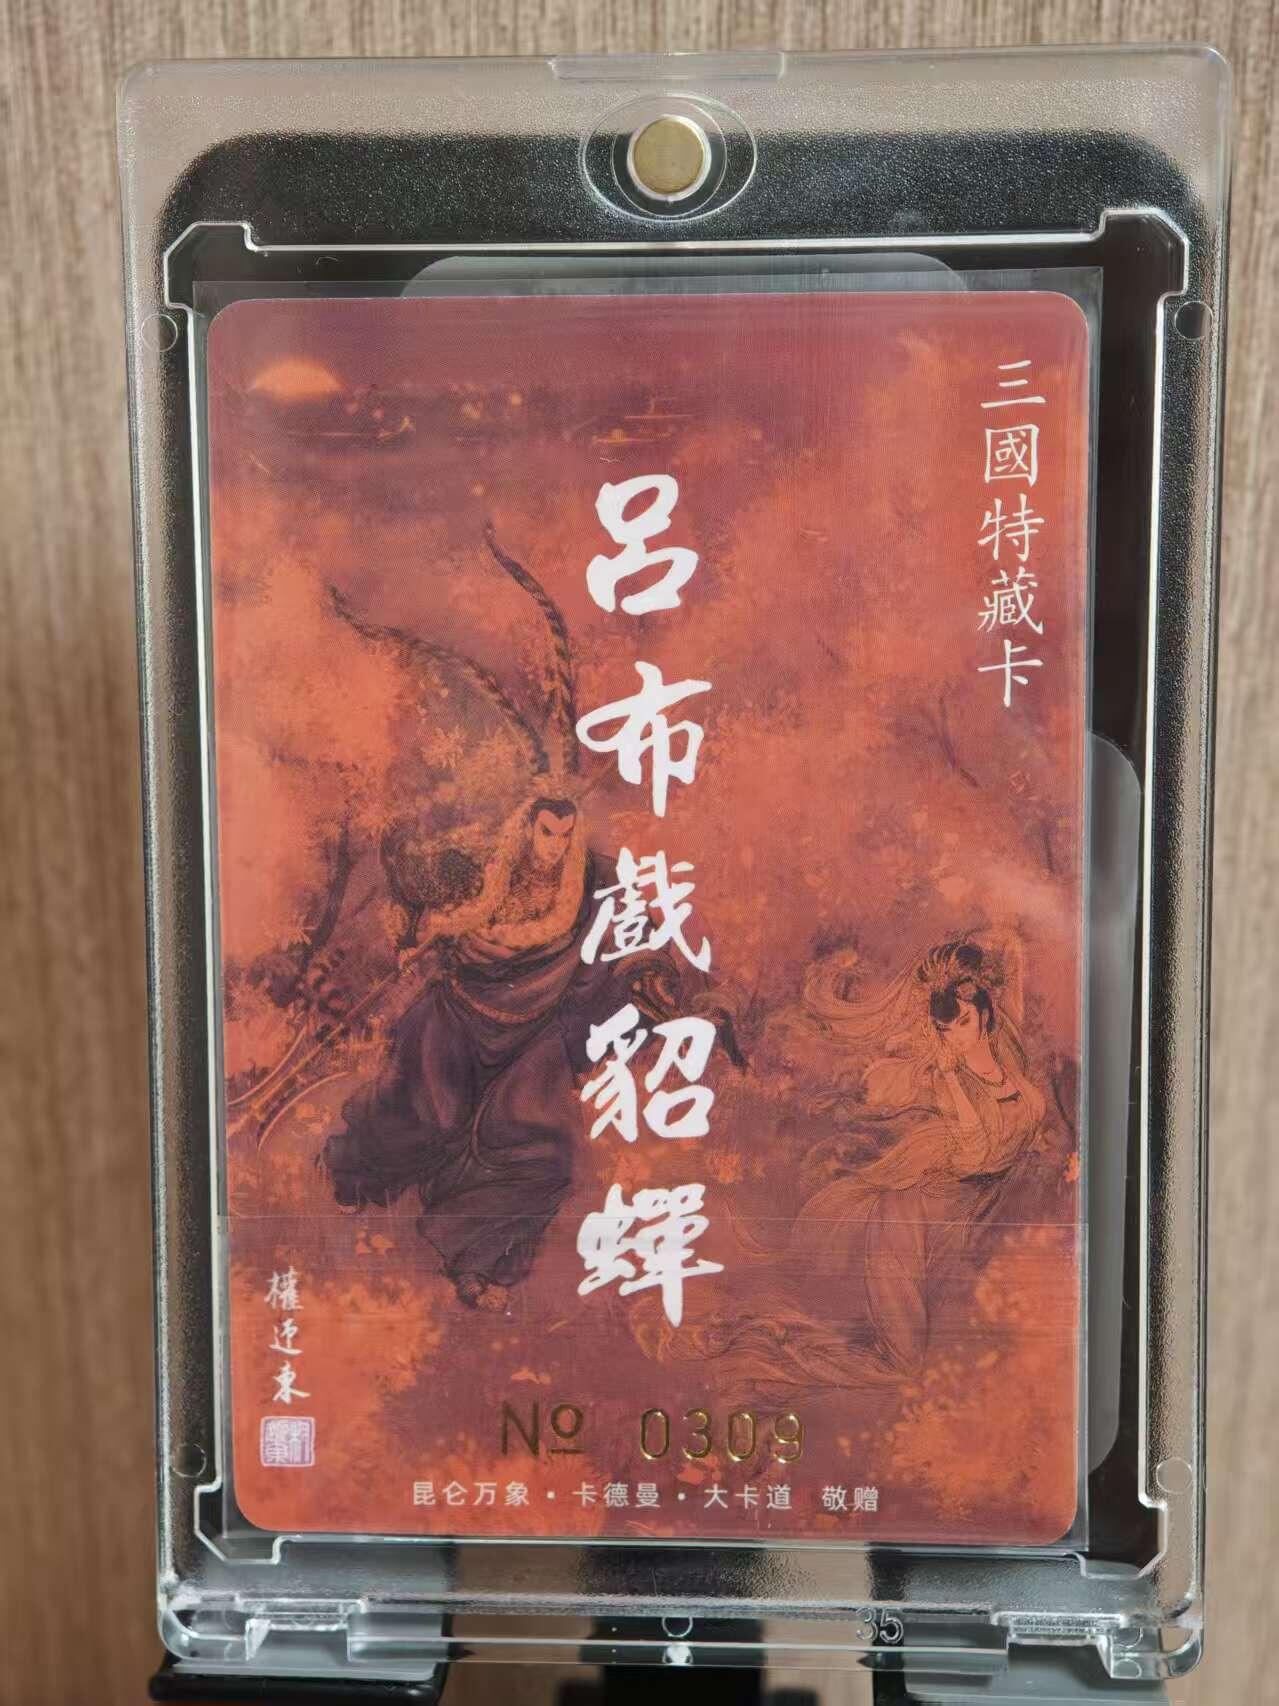 三國特藏卡
呂布戲貂蟬
權迎東
№ 0309
昆仑万象·卡德曼·大卡道 敬赠
35